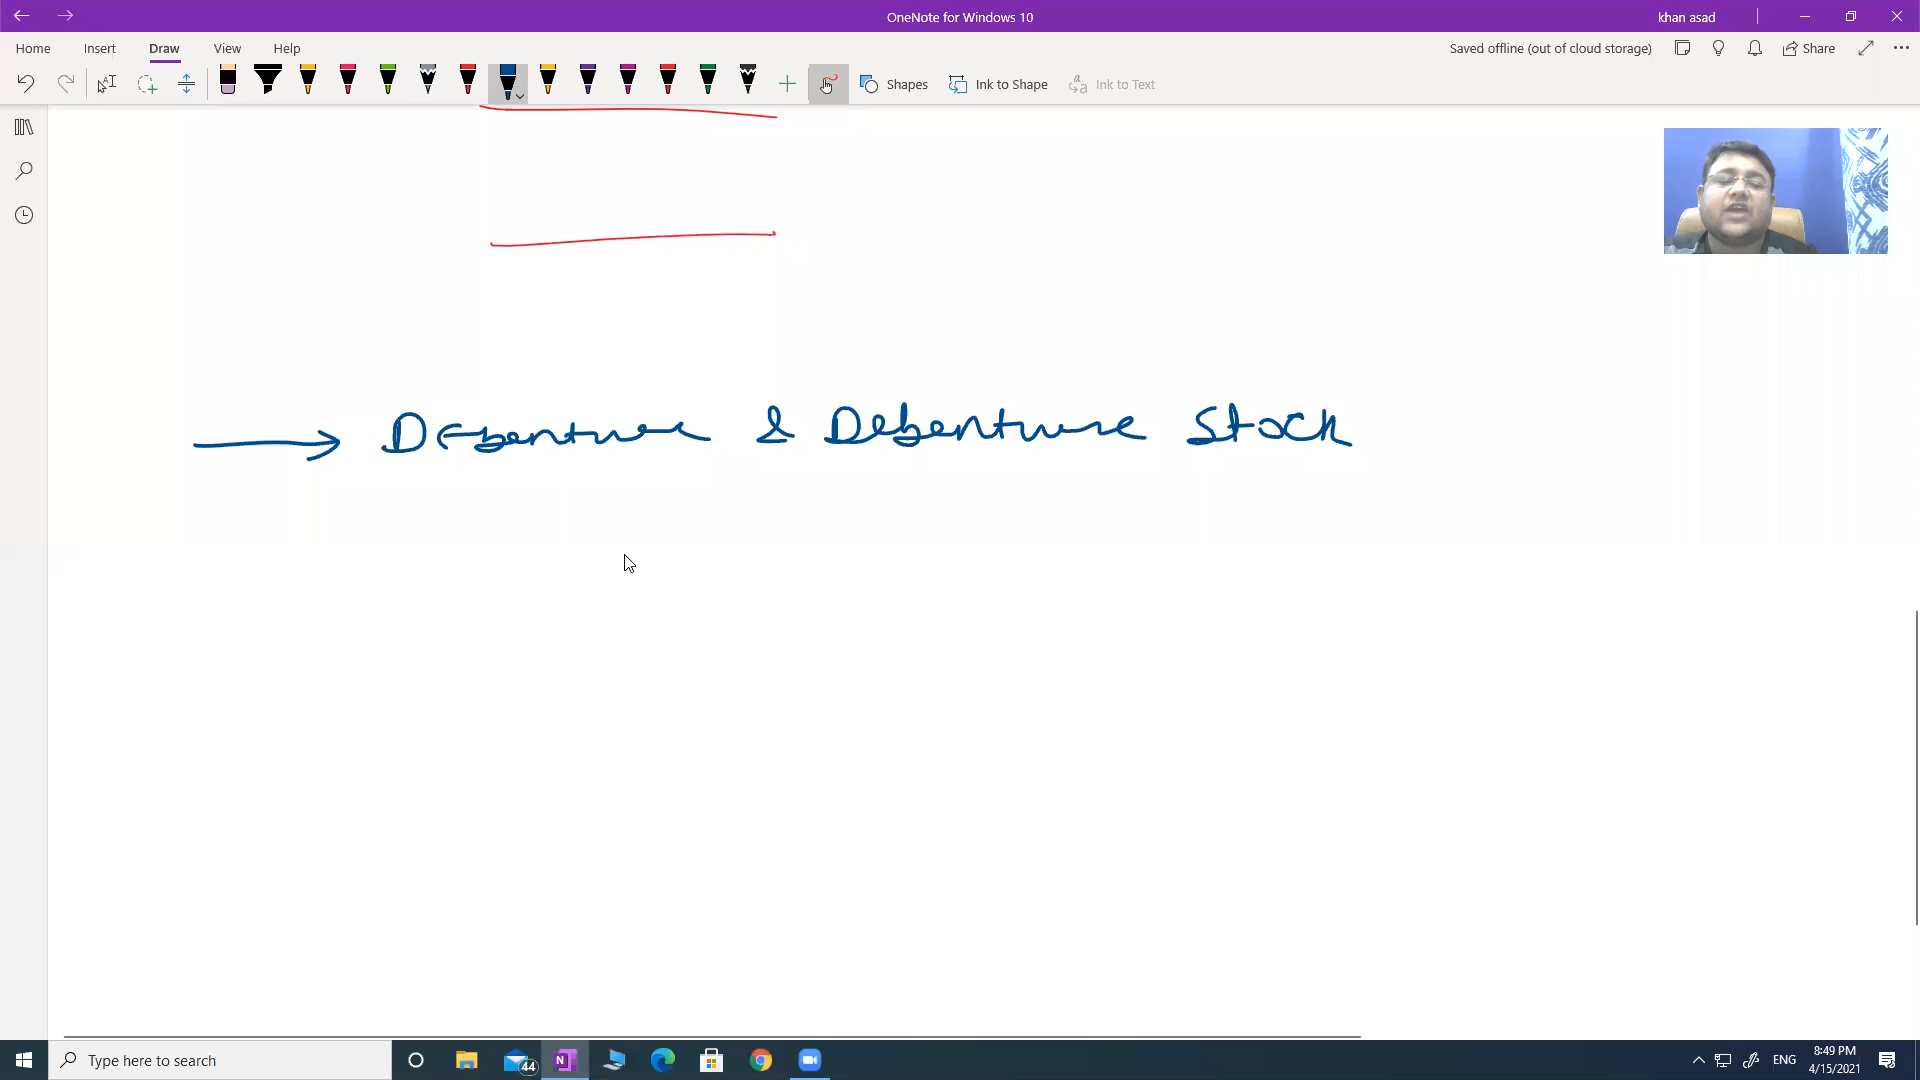 OneNote for Windows 10
khan asad
Home Insert Draw View Help
Saved offline (out of cloud storage)
Share
Shapes
Ink to Shape
Ink to Text
Debenture & Debenture Stock
Type here to search
44
ENG
8:49 PM
4/15/2021